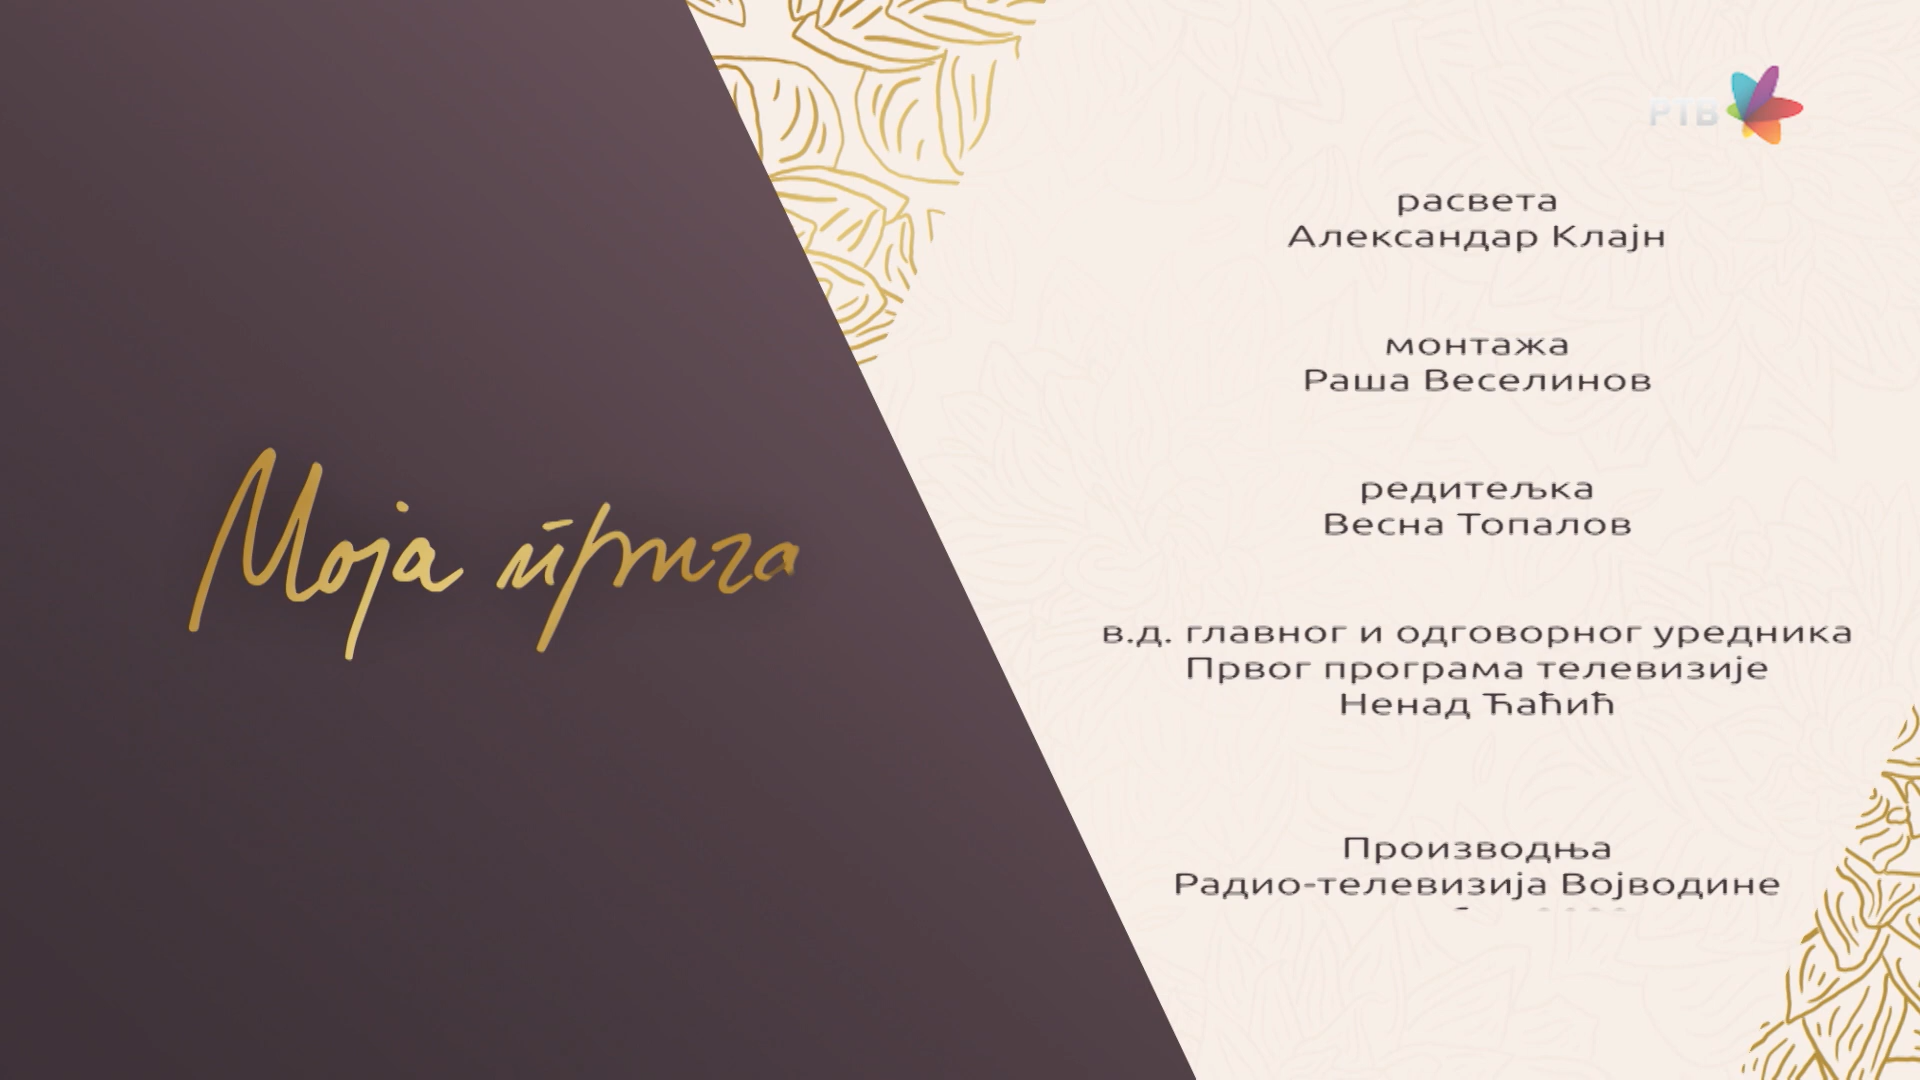 Моја прича
РТВ
расвета
Александар Клајн
монтажа
Раша Веселинов
редитељка
Весна Топалов
в.д. главног и одговорног уредника
Првог програма телевизије
Ненад Ћаћић
Производња
Радио-телевизија Војводине